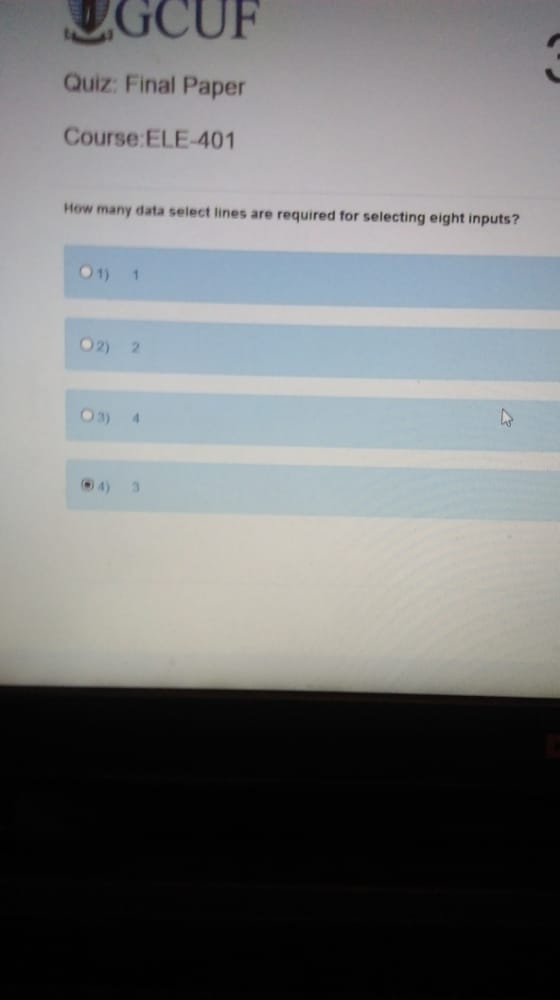 GCUF
Quiz: Final Paper
Course:ELE-401
How many data select lines are required for selecting eight inputs?
1) 1
2) 2
3) 4
4) 3